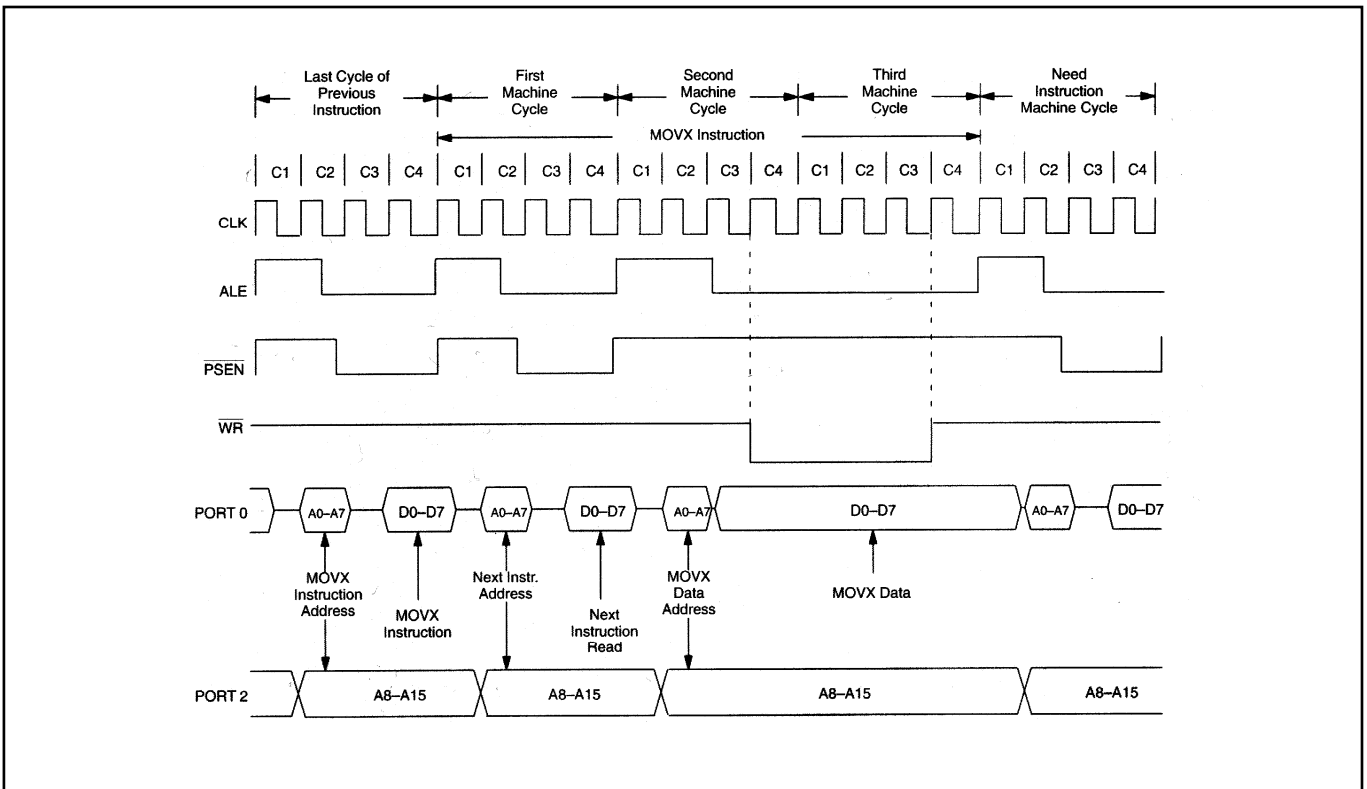 Last Cycle of
Previous
Instruction
First
Machine
Cycle
Second
Machine
Cycle
Third
Machine
Cycle
Need
Instruction
Machine Cycle
MOVX Instruction
C1 C2 C3 C4 C1 C2 C3 C4 C1 C2 C3 C4 C1 C2 C3 C4 C1 C2 C3 C4
CLK
ALE
PSEN
WR
PORT 0 A0–A7 D0–D7 A0–A7 D0–D7 A0–A7 D0–D7 A0–A7 D0–D7
MOVX
Instruction
Address
MOVX
Instruction
Next Instr.
Address
Next
Instruction
Read
MOVX
Data
Address
MOVX Data
PORT 2 A8–A15 A8–A15 A8–A15 A8–A15